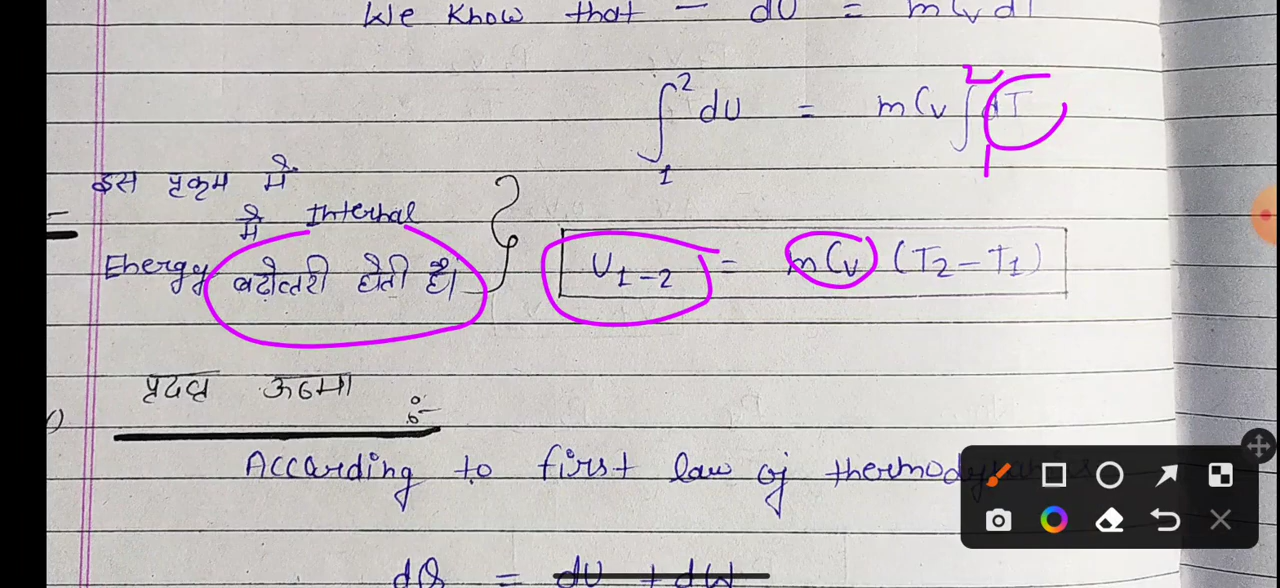 We know that — dU = mCv dT
∫₁² dU = mCv ∫₁² dT
इस प्रक्रम में
में Internal
Energy बढ़ोत्तरी होती है।
U₁₋₂ = mCv (T₂-T₁)
प्रदत्त ऊष्मा :-
According to first law of thermodynamics
dQ = dU + dW